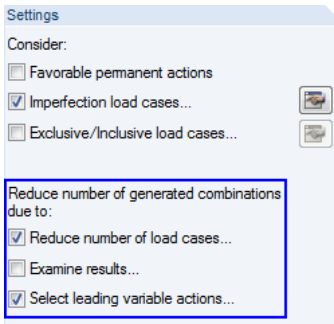 Settings
Consider:
Favorable permanent actions
Imperfection load cases...
Exclusive/Inclusive load cases...
Reduce number of generated combinations
due to:
Reduce number of load cases...
Examine results...
Select leading variable actions...